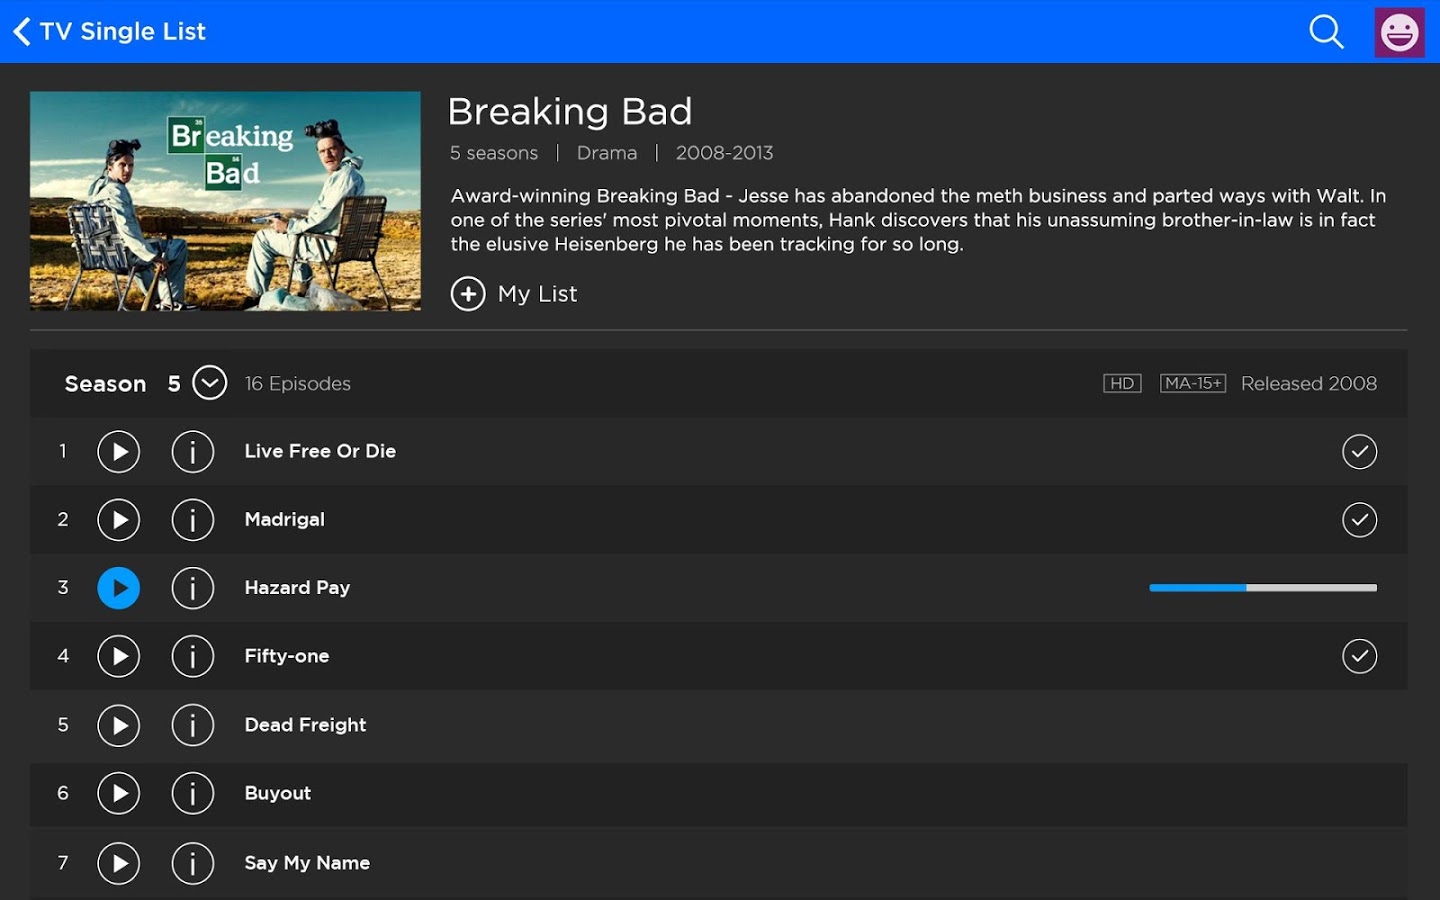 TV Single List
35
Breaking
56
Bad
Breaking Bad
5 seasons | Drama | 2008-2013
Award-winning Breaking Bad - Jesse has abandoned the meth business and parted ways with Walt. In
one of the series' most pivotal moments, Hank discovers that his unassuming brother-in-law is in fact
the elusive Heisenberg he has been tracking for so long.
My List
Season 5 16 Episodes HD MA-15+ Released 2008
1 Live Free Or Die
2 Madrigal
3 Hazard Pay
4 Fifty-one
5 Dead Freight
6 Buyout
7 Say My Name